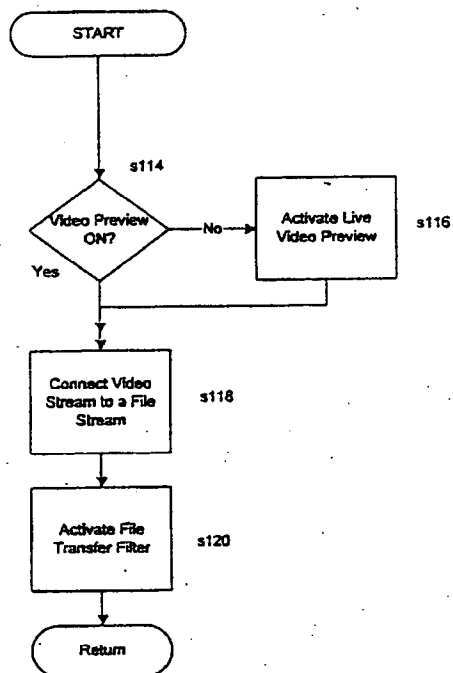 START
s114
Video Preview
ON?
No
Activate Live
Video Preview
s116
Yes
Connect Video
Stream to a File
Stream
s118
Activate File
Transfer Filter
s120
Return